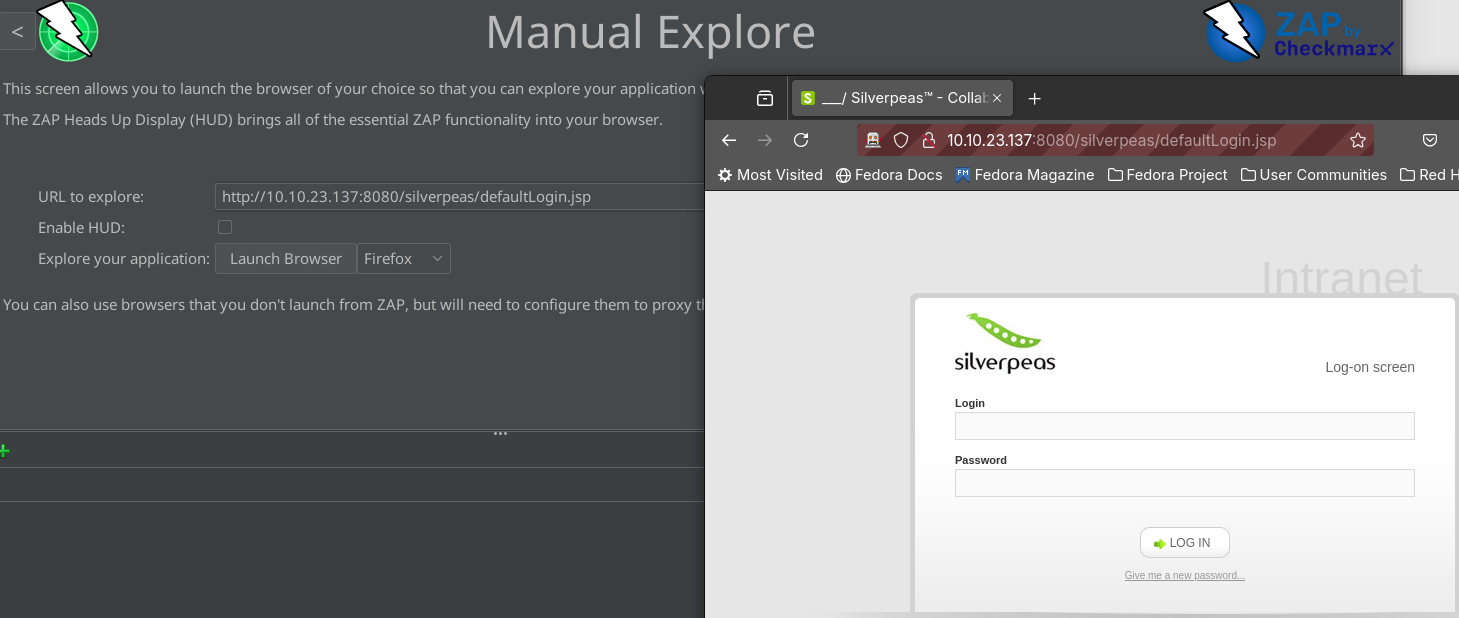 <
Manual Explore
ZAP by
Checkmarx
This screen allows you to launch the browser of your choice so that you can explore your application
The ZAP Heads Up Display (HUD) brings all of the essential ZAP functionality into your browser.
URL to explore: http://10.10.23.137:8080/silverpeas/defaultLogin.jsp
Enable HUD:
Explore your application: Launch Browser Firefox
You can also use browsers that you don't launch from ZAP, but will need to configure them to proxy
S ___/ Silverpeas™ - Collab × +
10.10.23.137:8080/silverpeas/defaultLogin.jsp
Most Visited Fedora Docs FM Fedora Magazine Fedora Project User Communities Red H
Intranet
silverpeas
Log-on screen
Login
Password
LOG IN
Give me a new password...